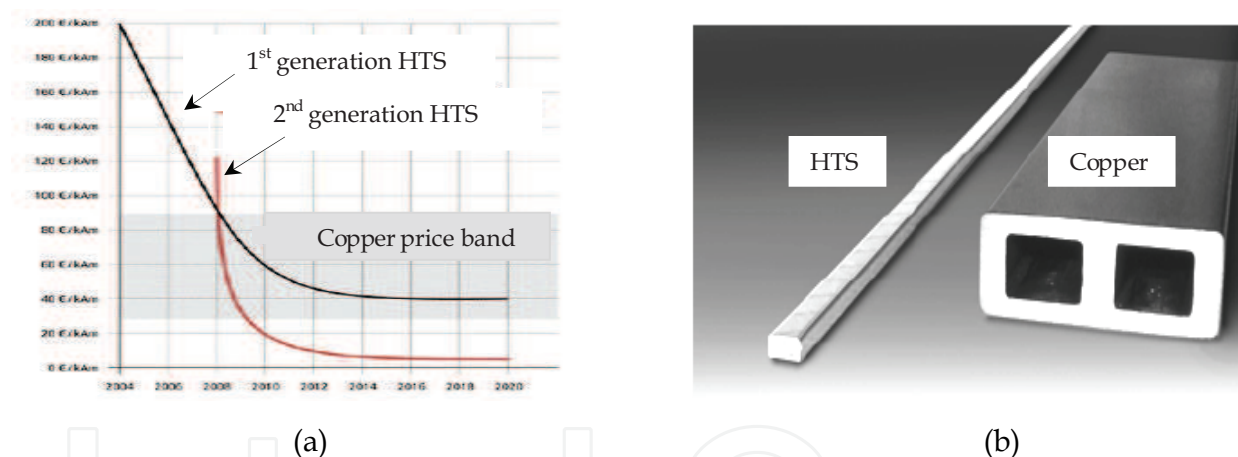 200 €/kAm
180 €/kAm
160 €/kAm
140 €/kAm
120 €/kAm
100 €/kAm
80 €/kAm
60 €/kAm
40 €/kAm
20 €/kAm
0 €/kAm
2004 2006 2008 2010 2012 2014 2016 2018 2020
1st generation HTS
2nd generation HTS
Copper price band
(a)
HTS
Copper
(b)